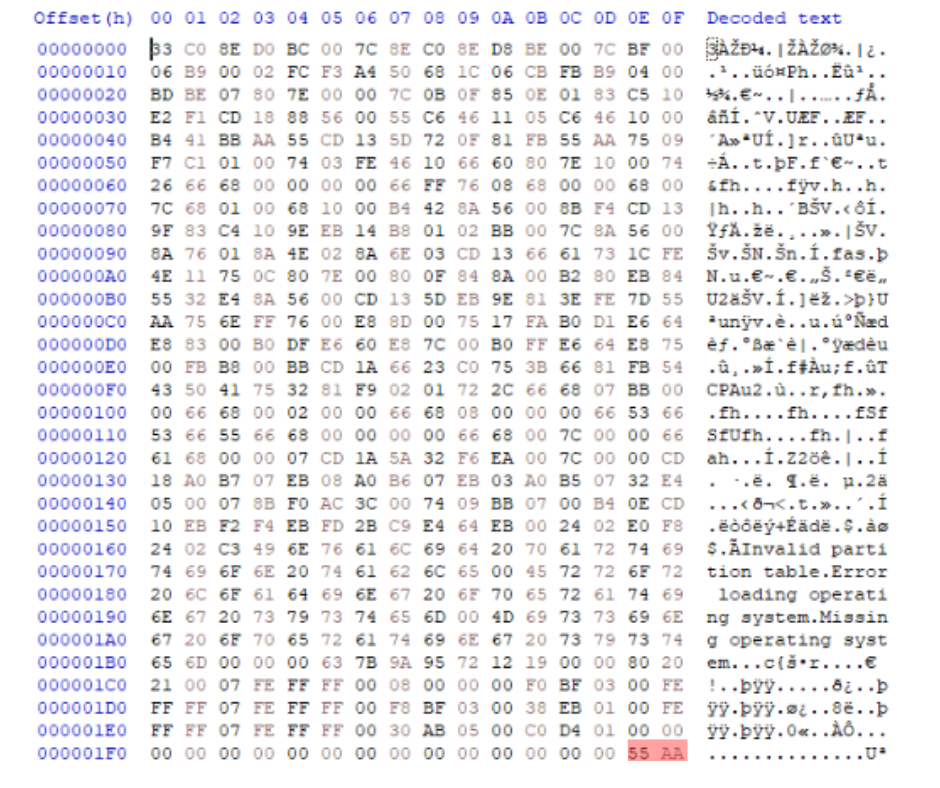 Offset(h) 00 01 02 03 04 05 06 07 08 09 0A 0B 0C 0D 0E 0F Decoded text
00000000 33 C0 8E D0 BC 00 7C 8E C0 8E D8 BE 00 7C BF 00 3ÀŽÐ¼.|ŽÀŽØ¾.|¿.
00000010 06 B9 00 02 FC F3 A4 50 68 1C 06 CB FB B9 04 00 .¹..üó¤Ph..Ëû¹..
00000020 BD BE 07 80 7E 00 00 7C 0B 0F 85 0E 01 83 C5 10 ½¾.€~..|..….ƒÅ.
00000030 E2 F1 CD 18 88 56 00 55 C6 46 11 05 C6 46 10 00 âñÍ.ˆV.UÆF..ÆF..
00000040 B4 41 BB AA 55 CD 13 5D 72 0F 81 FB 55 AA 75 09 ´A»ªUÍ.]r..ûUªu.
00000050 F7 C1 01 00 74 03 FE 46 10 66 60 80 7E 10 00 74 ÷Á..t.þF.f`€~..t
00000060 26 66 68 00 00 00 00 66 FF 76 08 68 00 00 68 00 &fh....fÿv.h..h.
00000070 7C 68 01 00 68 10 00 B4 42 8A 56 00 8B F4 CD 13 |h..h..´BŠV.‹ôÍ.
00000080 9F 83 C4 10 9E EB 14 B8 01 02 BB 00 7C 8A 56 00 ŸƒÄ.žë.¸..».|ŠV.
00000090 8A 76 01 8A 4E 02 8A 6E 03 CD 13 66 61 73 1C FE Šv.ŠN.Šn.Í.fas.þ
000000A0 4E 11 75 0C 80 7E 00 80 0F 84 8A 00 B2 80 EB 84 N.u.€~.€.„Š.²€ë„
000000B0 55 32 E4 8A 56 00 CD 13 5D EB 9E 81 3E FE 7D 55 U2äŠV.Í.]ëž.>þ}U
000000C0 AA 75 6E FF 76 00 E8 8D 00 75 17 FA B0 D1 E6 64 ªunÿv.è..u.ú°Ñæd
000000D0 E8 83 00 B0 DF E6 60 E8 7C 00 B0 FF E6 64 E8 75 èƒ.°ßæ`è|.°ÿædèu
000000E0 00 FB B8 00 BB CD 1A 66 23 C0 75 3B 66 81 FB 54 .û¸.»Í.f#Àu;f.ûT
000000F0 43 50 41 75 32 81 F9 02 01 72 2C 66 68 07 BB 00 CPAu2.ù..r,fh.».
00000100 00 66 68 00 02 00 00 66 68 08 00 00 00 66 53 66 .fh....fh....fSf
00000110 53 66 55 66 68 00 00 00 00 66 68 00 7C 00 00 66 SfUfh....fh.|..f
00000120 61 68 00 00 07 CD 1A 5A 32 F6 EA 00 7C 00 00 CD ah...Í.Z2öê.|..Í
00000130 18 A0 B7 07 EB 08 A0 B6 07 EB 03 A0 B5 07 32 E4 . ·.ë. ¶.ë. µ.2ä
00000140 05 00 07 8B F0 AC 3C 00 74 09 BB 07 00 B4 0E CD ...‹ð¬<.t.»..´.Í
00000150 10 EB F2 F4 EB FD 2B C9 E4 64 EB 00 24 02 E0 F8 .ëòôëý+Éädë.$.àø
00000160 24 02 C3 49 6E 76 61 6C 69 64 20 70 61 72 74 69 $.ÃInvalid parti
00000170 74 69 6F 6E 20 74 61 62 6C 65 00 45 72 72 6F 72 tion table.Error
00000180 20 6C 6F 61 64 69 6E 67 20 6F 70 65 72 61 74 69 loading operati
00000190 6E 67 20 73 79 73 74 65 6D 00 4D 69 73 73 69 6E ng system.Missin
000001A0 67 20 6F 70 65 72 61 74 69 6E 67 20 73 79 73 74 g operating syst
000001B0 65 6D 00 00 00 63 7B 9A 95 72 12 19 00 00 80 20 em...c{š•r....€
000001C0 21 00 07 FE FF FF 00 08 00 00 00 F0 BF 03 00 FE !..þÿÿ.....ð¿..þ
000001D0 FF FF 07 FE FF FF 00 F8 BF 03 00 38 EB 01 00 FE ÿÿ.þÿÿ.ø¿..8ë..þ
000001E0 FF FF 07 FE FF FF 00 30 AB 05 00 C0 D4 01 00 00 ÿÿ.þÿÿ.0«..ÀÔ...
000001F0 00 00 00 00 00 00 00 00 00 00 00 00 00 00 55 AA ..............Uª